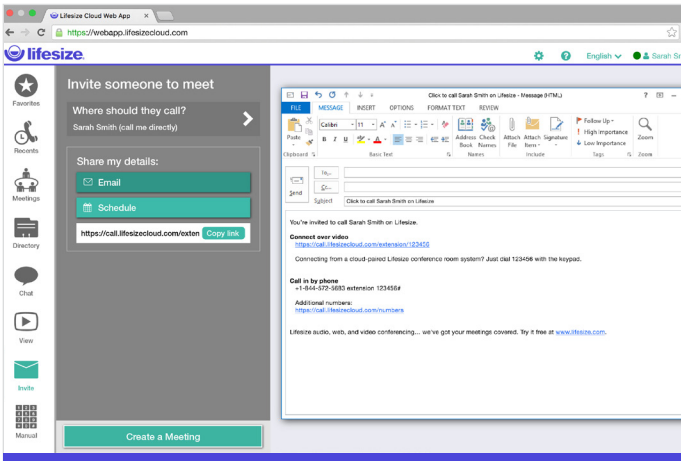 Lifesize Cloud Web App
https://webapp.lifesizecloud.com
lifesize
English
Sarah Sm
Favorites
Recents
Meetings
Directory
Chat
View
Invite
Manual
Invite someone to meet
Where should they call?
Sarah Smith (call me directly)
Share my details:
Email
Schedule
https://call.lifesizecloud.com/exten Copy link
Create a Meeting
Click to call Sarah Smith on Lifesize - Message (HTML)
FILE MESSAGE INSERT OPTIONS FORMAT TEXT REVIEW
Paste
Calibri 11
B I U
Address Book
Check Names
Attach File
Attach Item
Signature
Follow Up
High Importance
Low Importance
Zoom
Clipboard Basic Text Names Include Tags Zoom
Send
To...
Cc...
Subject Click to call Sarah Smith on Lifesize
You're invited to call Sarah Smith on Lifesize.
Connect over video
https://call.lifesizecloud.com/extension/123456
Connecting from a cloud-paired Lifesize conference room system? Just dial 123456 with the keypad.
Call in by phone
+1-844-572-5683 extension 123456#
Additional numbers:
https://call.lifesizecloud.com/numbers
Lifesize audio, web, and video conferencing... we've got your meetings covered. Try it free at www.lifesize.com.